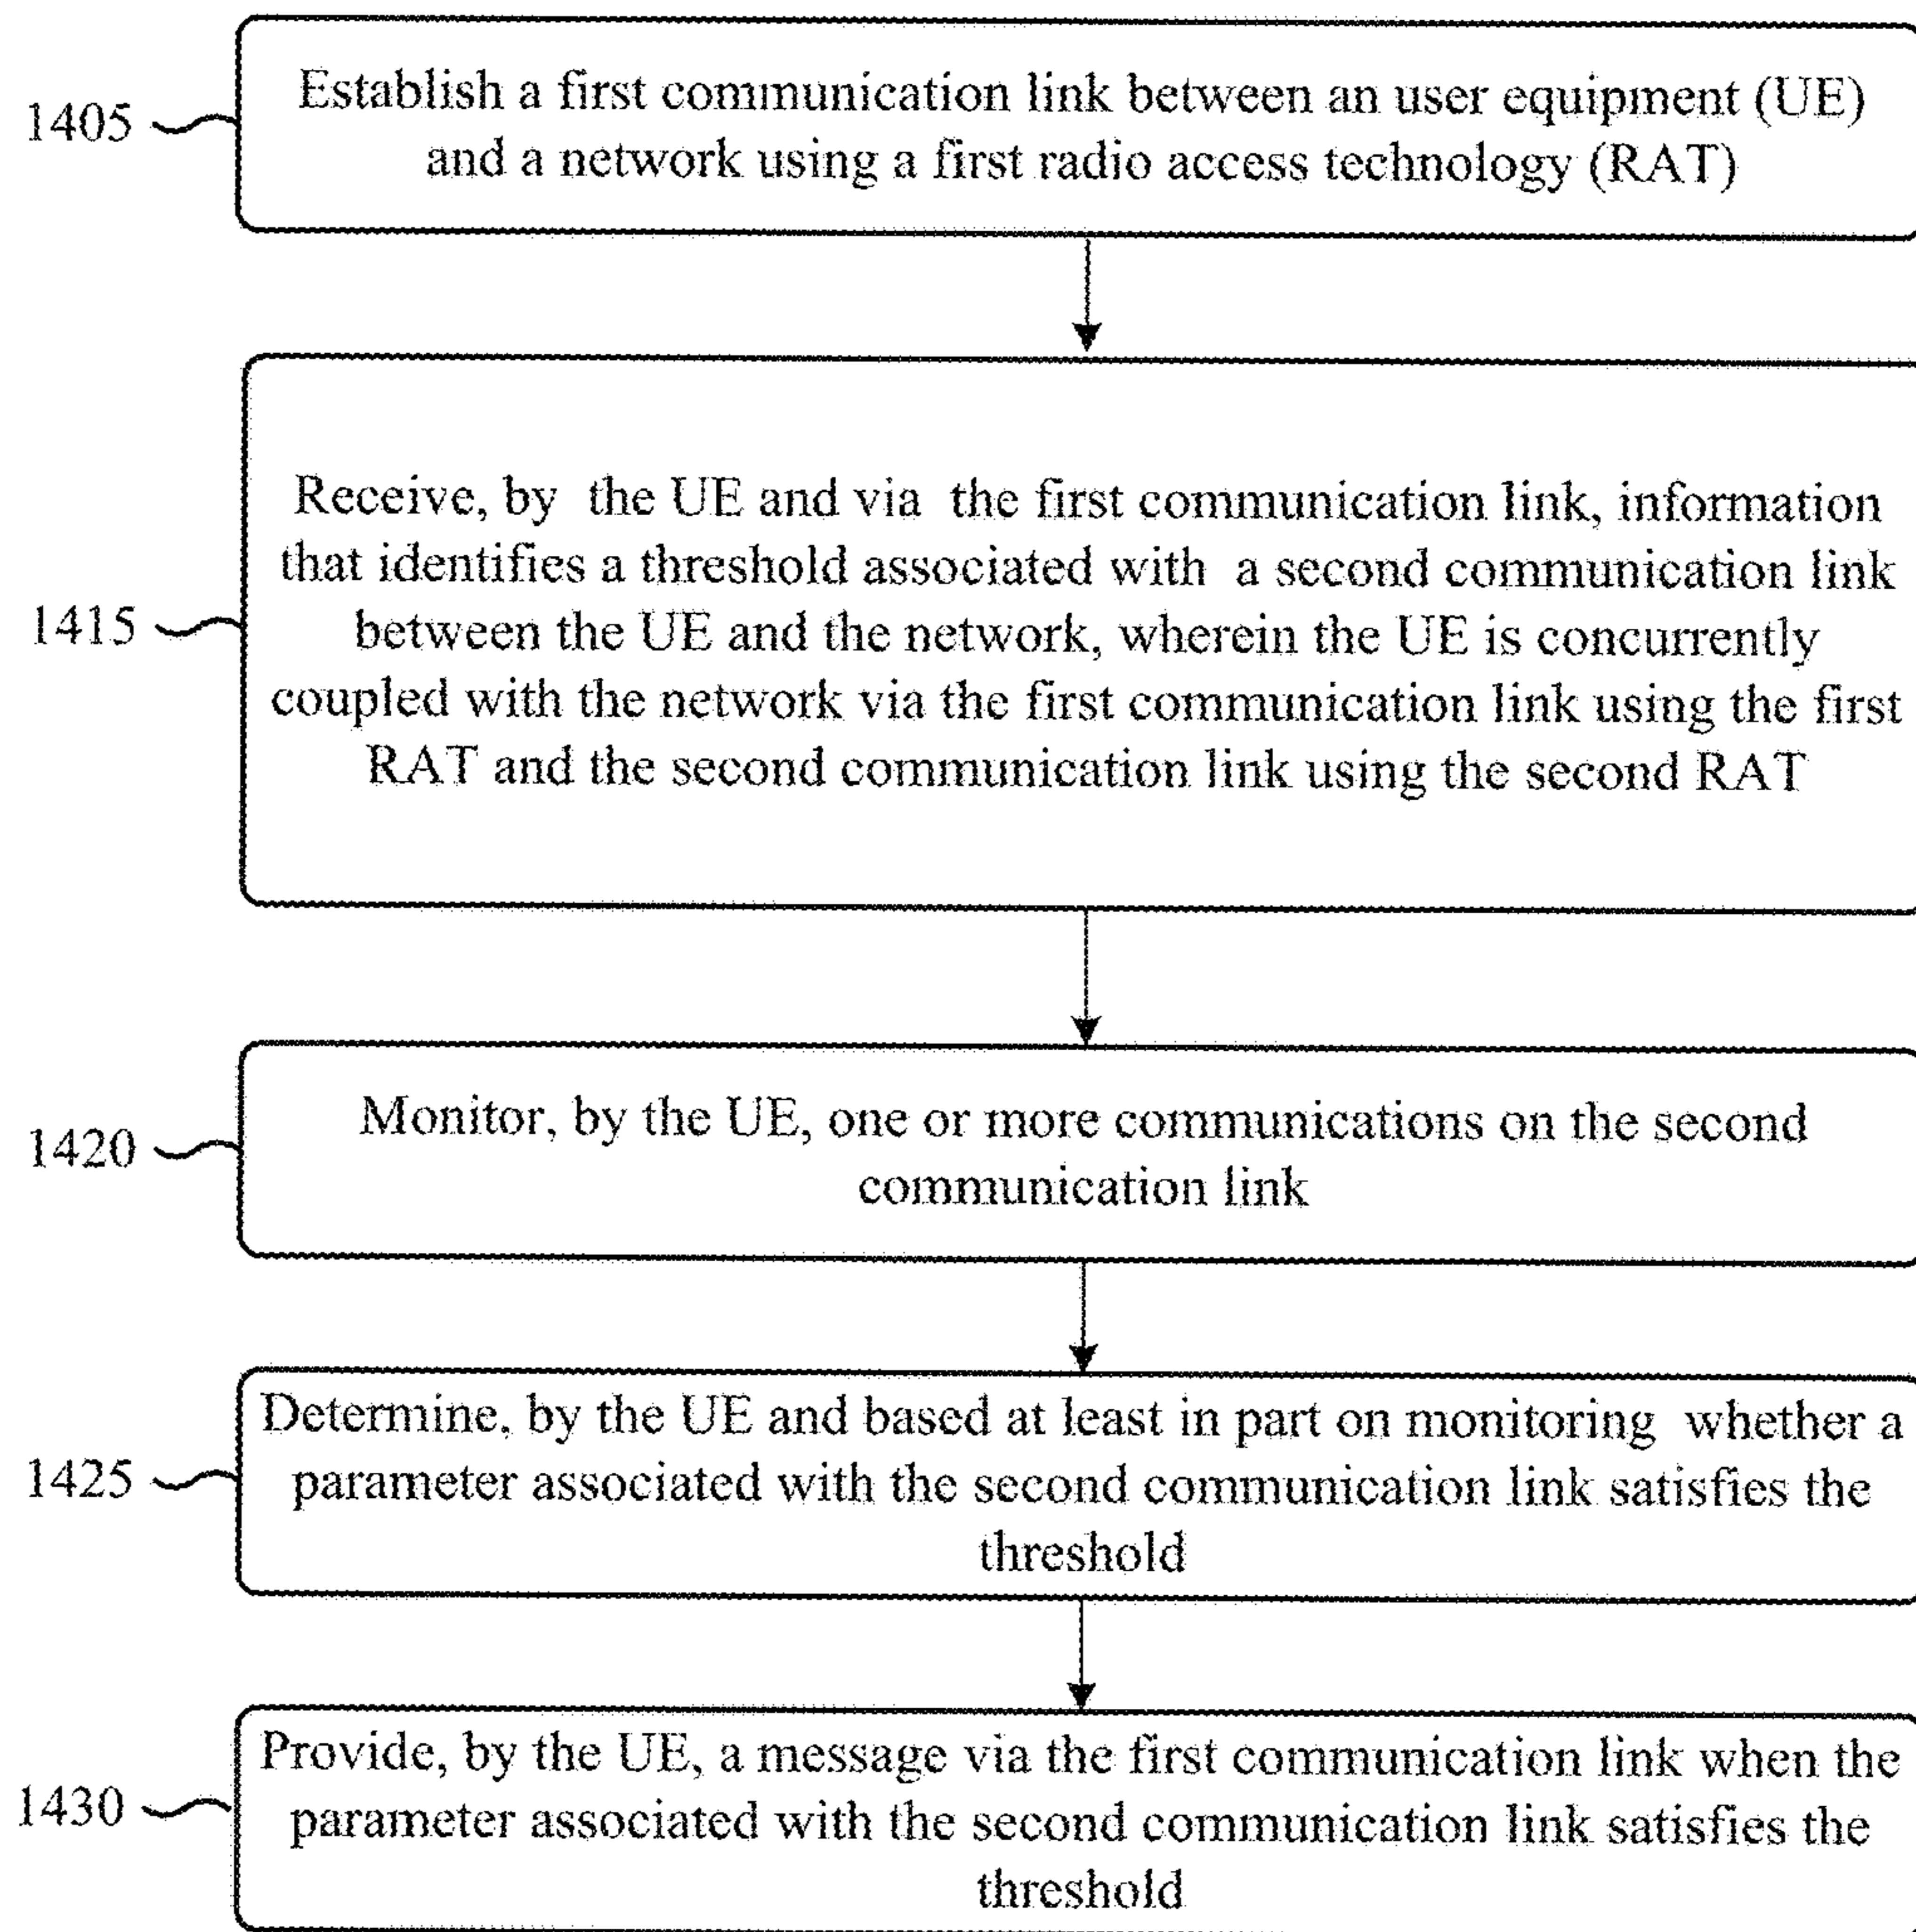 Establish a first communication link between an user equipment (UE)
1405
and a network using a first radio access technology (RAT)
Receive, by the UE and via the first communication link, information
that identifies a threshold associated with a second communication link
1415
between the UE and the network, wherein the UE is concurrently
coupled with the network via the first communication link using the first
RAT and the second communication link using the second RAT
Monitor, by the UE, one or more communications on the second
1420
communication link
Determine, by the UE and based at least in part on monitoring whether a
1425
parameter associated with the second communication link satisfies the
threshold
Provide, by the UE, a message via the first communication link when the
1430
parameter associated with the second communication link satisfies the
threshold